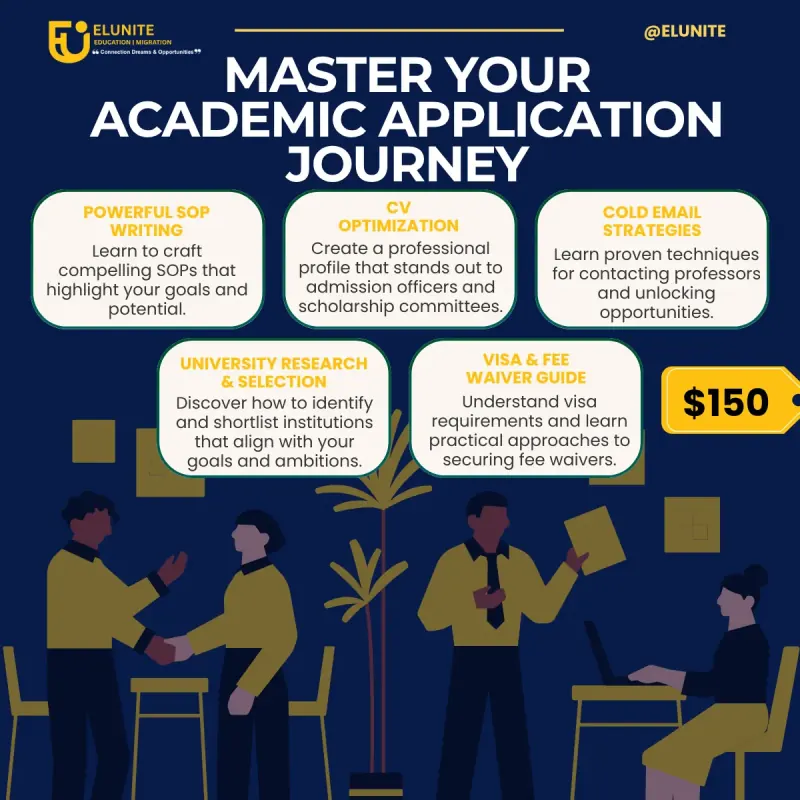 ELUNITE
EDUCATION | MIGRATION
❝ Connection Dreams & Opportunities❞
@ELUNITE
MASTER YOUR
ACADEMIC APPLICATION
JOURNEY
POWERFUL SOP
WRITING
Learn to craft
compelling SOPs that
highlight your goals and
potential.
CV
OPTIMIZATION
Create a professional
profile that stands out to
admission officers and
scholarship committees.
COLD EMAIL
STRATEGIES
Learn proven techniques
for contacting professors
and unlocking
opportunities.
UNIVERSITY RESEARCH
& SELECTION
Discover how to identify
and shortlist institutions
that align with your
goals and ambitions.
VISA & FEE
WAIVER GUIDE
Understand visa
requirements and learn
practical approaches to
securing fee waivers.
$150